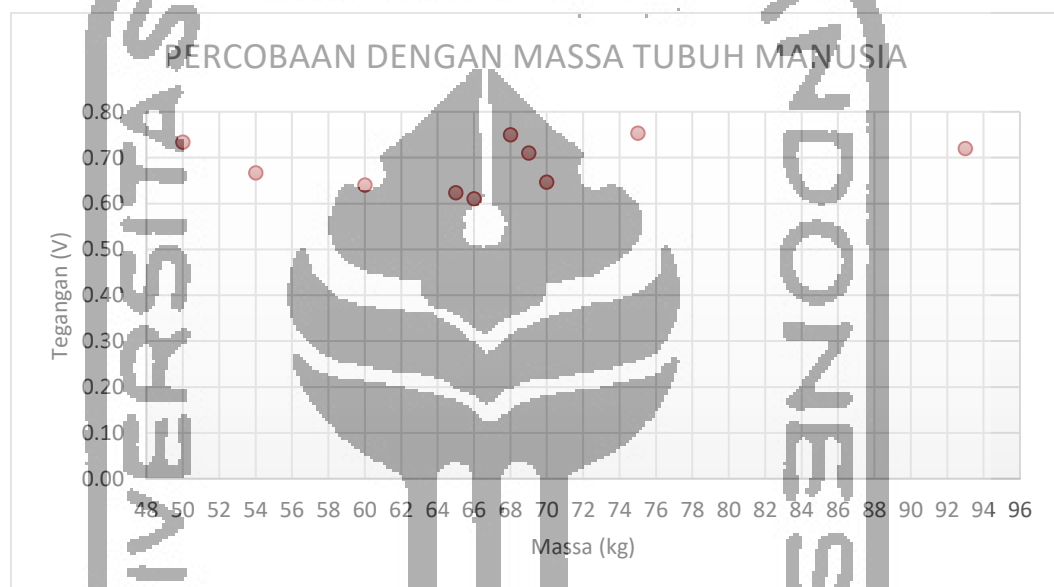 PERCOBAAN DENGAN MASSA TUBUH MANUSIA
0.80
0.70
0.60
0.50
0.40
0.30
0.20
0.10
0.00
Tegangan (V)
48 50 52 54 56 58 60 62 64 66 68 70 72 74 76 78 80 82 84 86 88 90 92 94 96
Massa (kg)
VERSITAS
NDONES